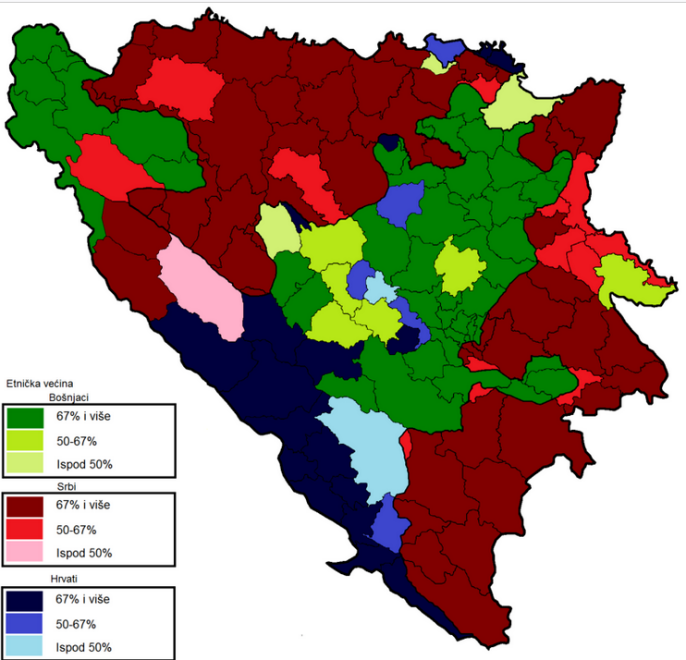 Etnička većina
Bošnjaci
67% i više
50-67%
Ispod 50%
Srbi
67% i više
50-67%
Ispod 50%
Hrvati
67% i više
50-67%
Ispod 50%